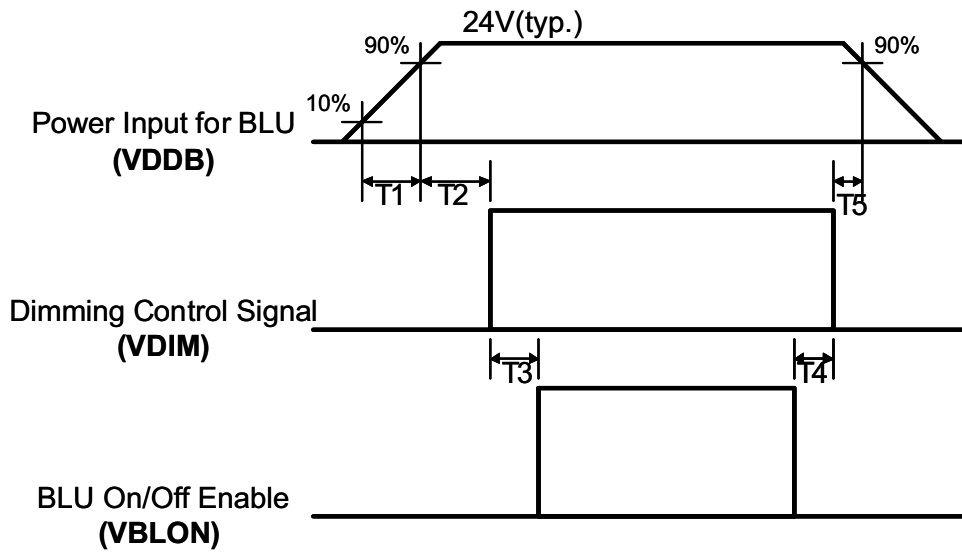 24V(typ.)
90%
90%
10%
Power Input for BLU
(VDDB)
T1
T2
T5
Dimming Control Signal
(VDIM)
T3
T4
BLU On/Off Enable
(VBLON)